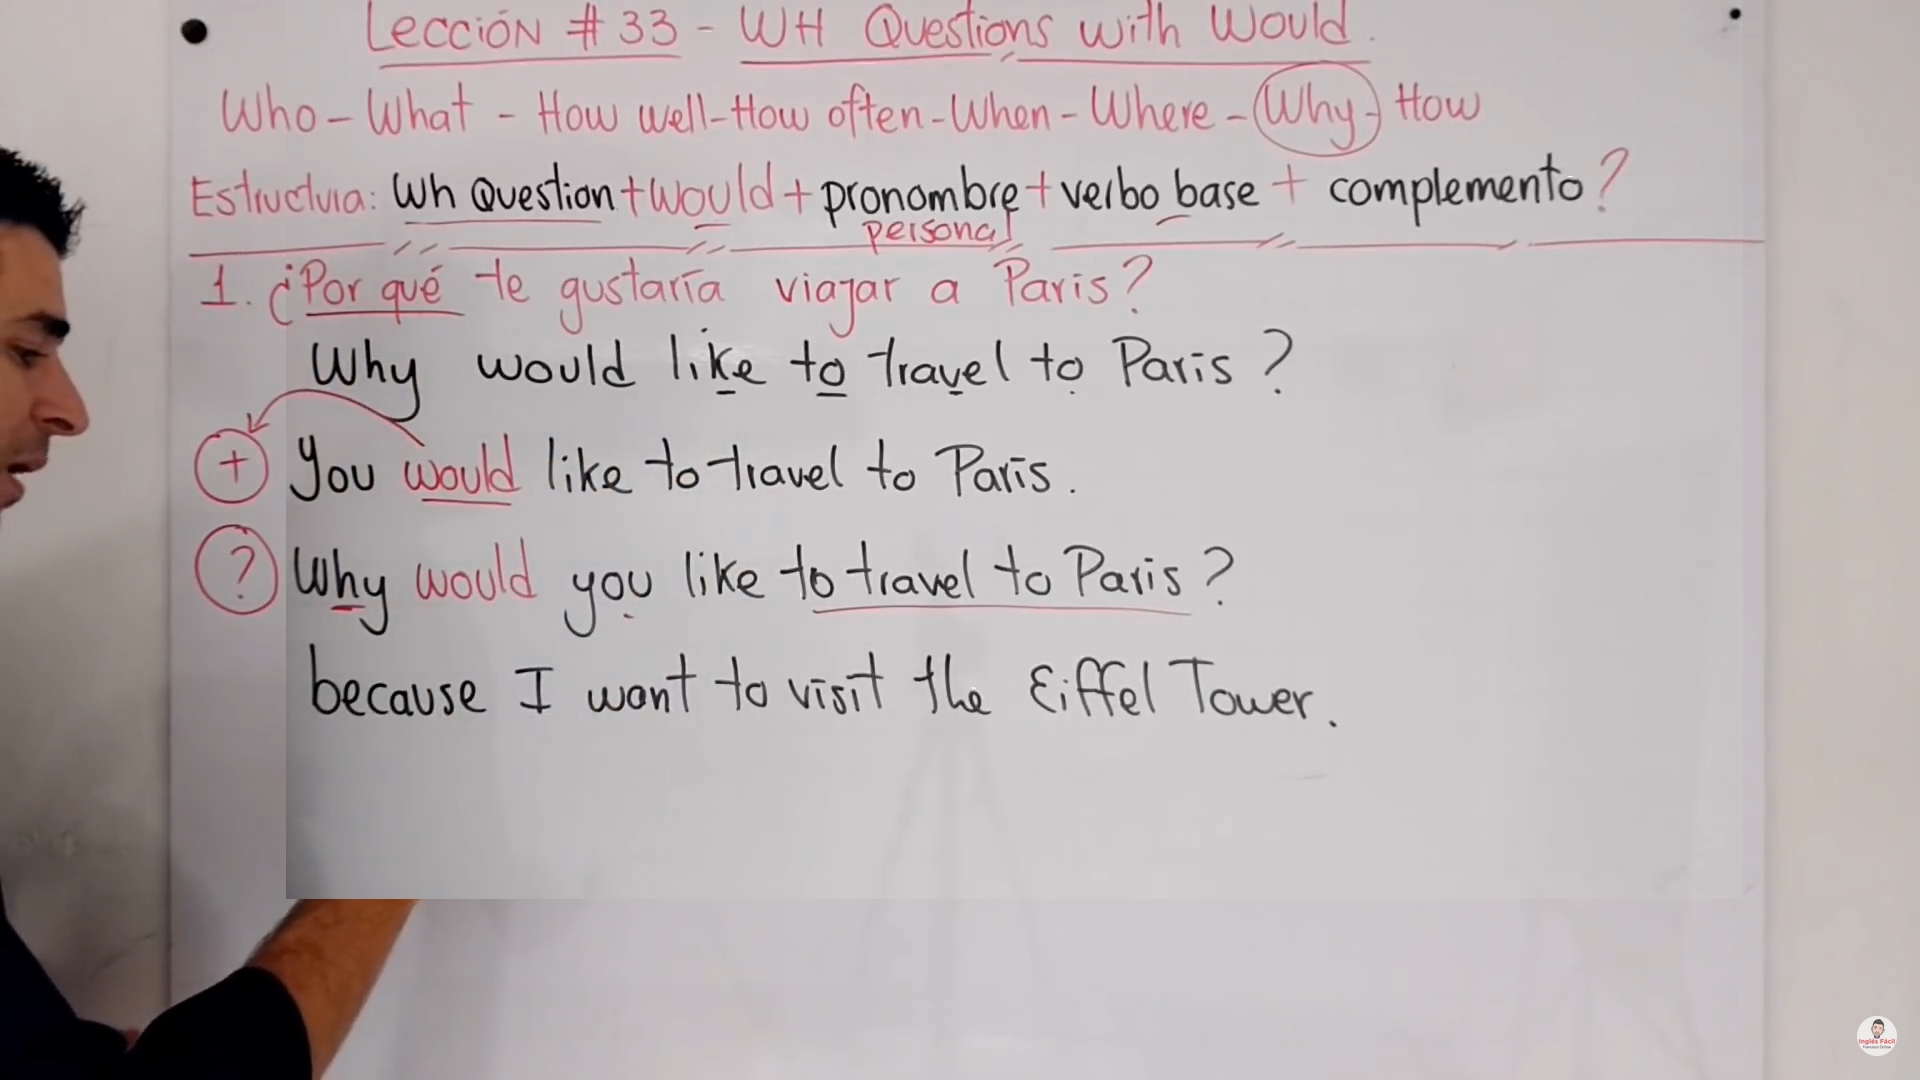 Lección # 33 - WH Questions with Would.
Who - What - How well - How often - When - Where - Why - How
Estructura: Wh Question + would + pronombre + verbo base + complemento?
personal
1. ¿Por qué te gustaría viajar a Paris?
Why would like to travel to Paris?
+ You would like to travel to Paris.
? Why would you like to travel to Paris?
because I want to visit the Eiffel Tower.
Inglés Fácil